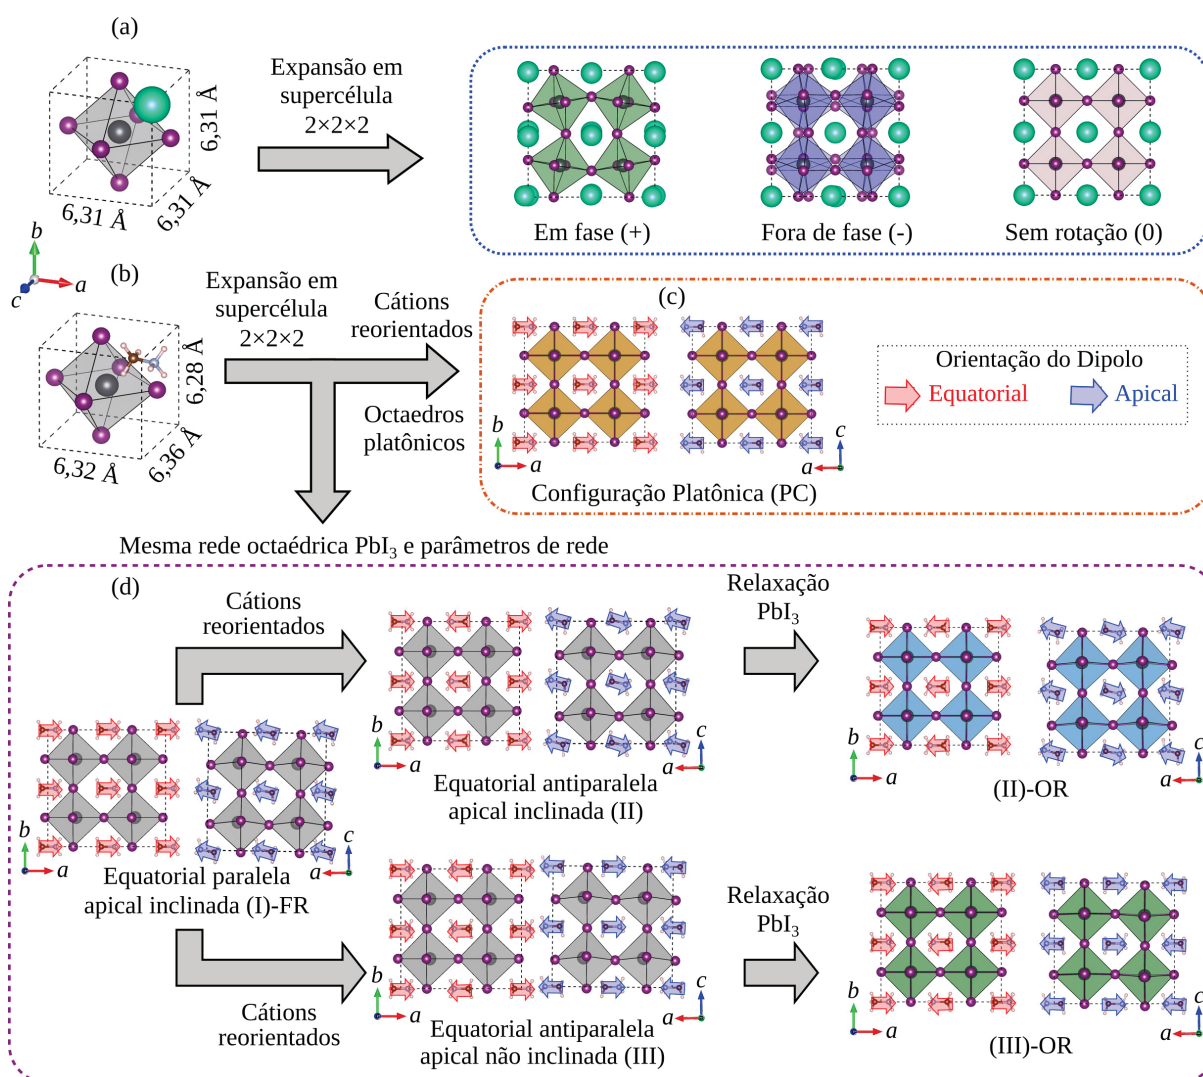 (a)
6,31 Å
6,31 Å
6,31 Å
Expansão em
supercélula
2×2×2
Em fase (+)
Fora de fase (-)
Sem rotação (0)
b
a
c
(b)
6,28 Å
6,36 Å
6,32 Å
Expansão em
supercélula
2×2×2
Cátions
reorientados
Octaedros
platônicos
(c)
b
a
c
a
Configuração Platônica (PC)
Orientação do Dipolo
Equatorial
Apical
Mesma rede octaédrica PbI₃ e parâmetros de rede
(d)
Cátions
reorientados
b
a
c
a
Equatorial paralela
apical inclinada (I)-FR
Cátions
reorientados
b
a
c
a
Equatorial antiparalela
apical inclinada (II)
Relaxação
PbI₃
b
a
c
a
(II)-OR
b
a
c
a
Equatorial antiparalela
apical não inclinada (III)
Relaxação
PbI₃
b
a
c
a
(III)-OR